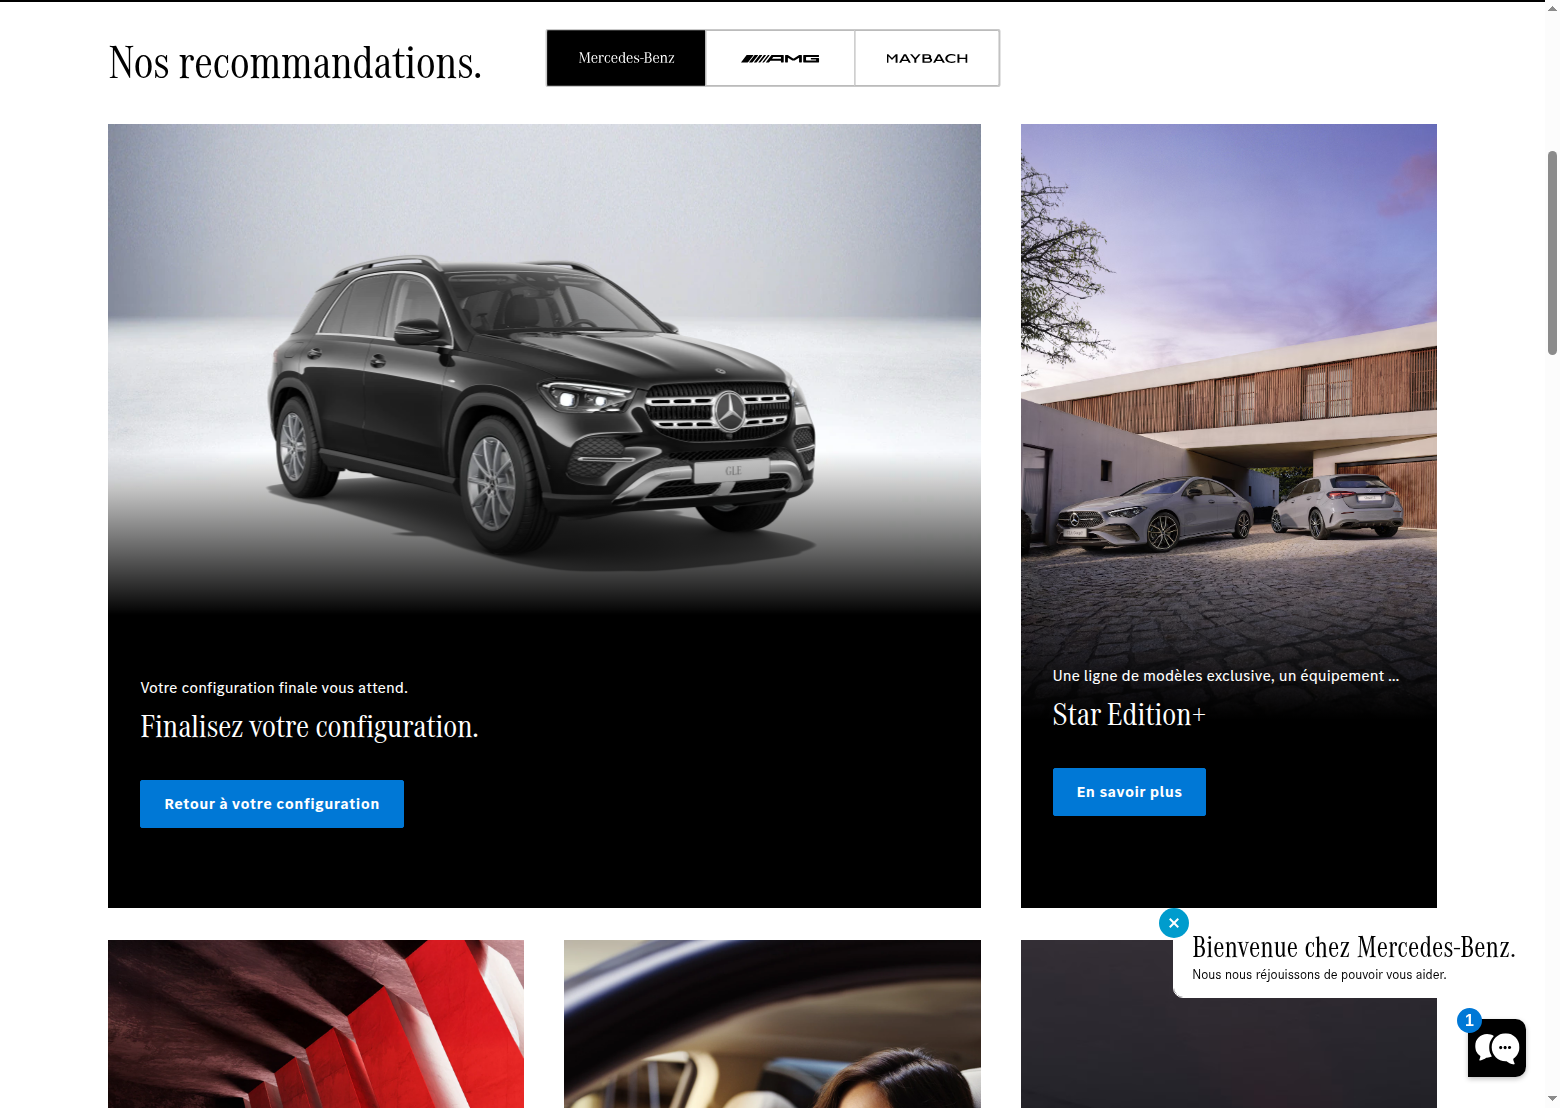 Nos recommandations.
Mercedes-Benz
AMG
MAYBACH
GLE
Votre configuration finale vous attend.
Finalisez votre configuration.
Retour à votre configuration
Une ligne de modèles exclusive, un équipement ...
Star Edition+
En savoir plus
Bienvenue chez Mercedes-Benz.
Nous nous réjouissons de pouvoir vous aider.
1